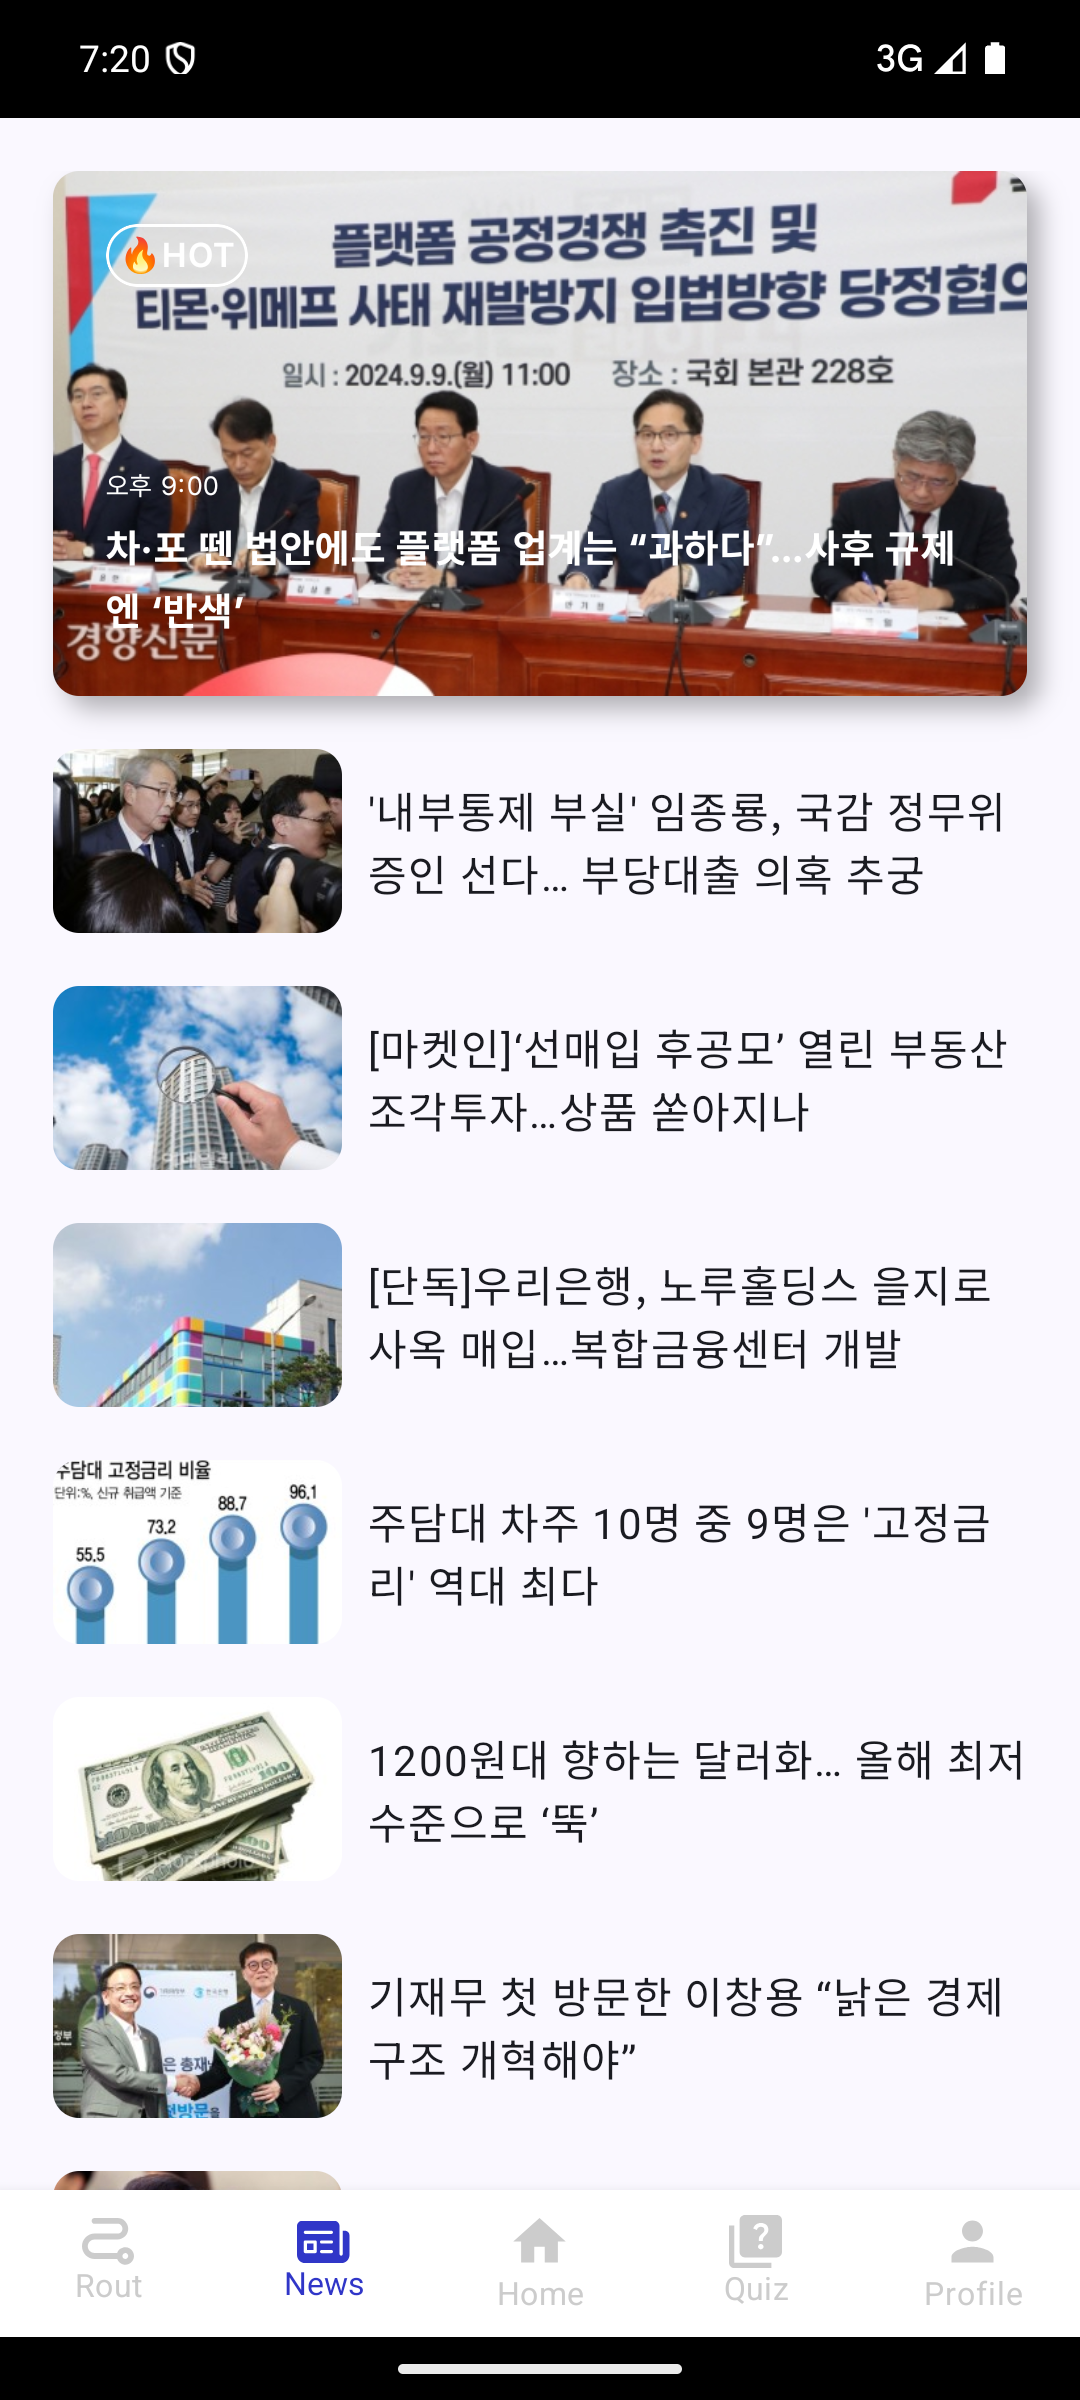 7:20
3G
플랫폼 공정경쟁 촉진 및
🔥HOT
티몬·위메프 사태 재발방지 입법방향 당정협의
일시 : 2024.9.9.(월) 11:00 장소 : 국회 본관 228호
오후 9:00
차·포 뗀 법안에도 플랫폼 업계는 “과하다”…사후 규제
엔 ‘반색’
경향신문
'내부통제 부실' 임종룡, 국감 정무위
증인 선다… 부당대출 의혹 추궁
[마켓인]‘선매입 후공모’ 열린 부동산
조각투자…상품 쏟아지나
[단독]우리은행, 노루홀딩스 을지로
사옥 매입…복합금융센터 개발
주담대 고정금리 비율
단위:%, 신규 취급액 기준
55.5
73.2
88.7
96.1
주담대 차주 10명 중 9명은 '고정금
리' 역대 최다
100
1200원대 향하는 달러화… 올해 최저
수준으로 ‘뚝’
은 총재
첫방문을
기재무 첫 방문한 이창용 “낡은 경제
구조 개혁해야”
Rout
News
Home
Quiz
Profile